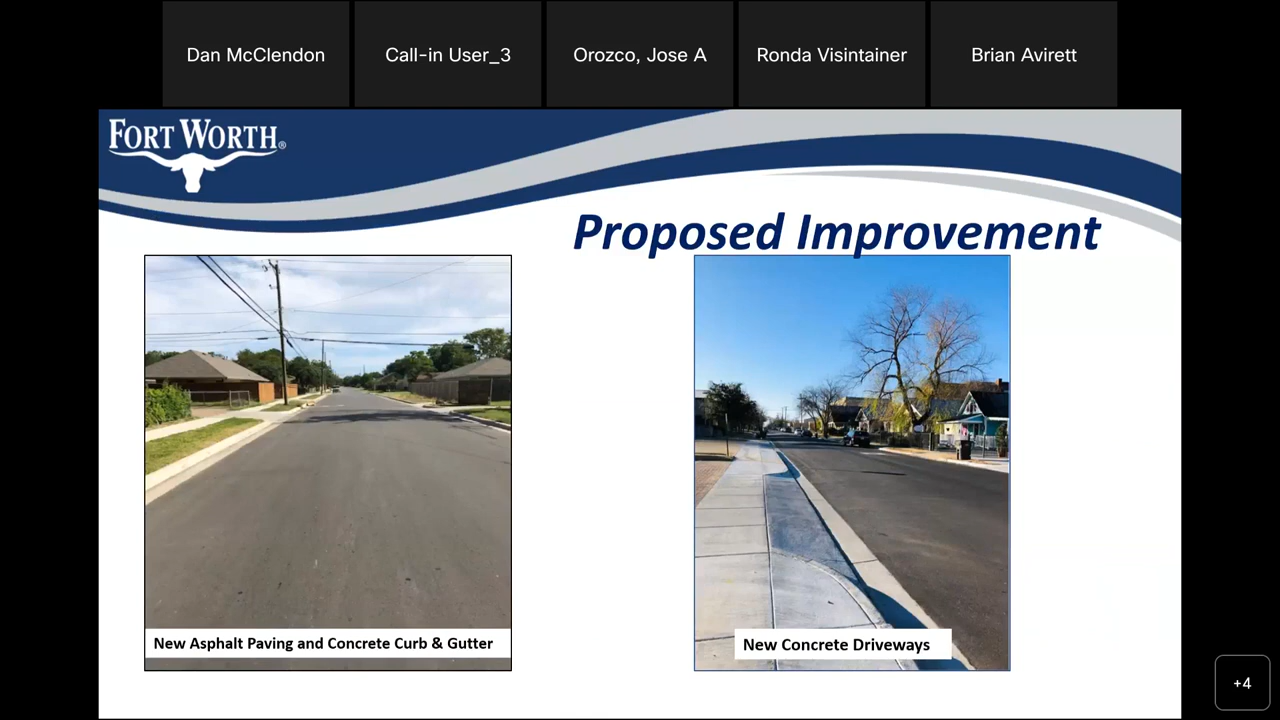 Dan McClendon
Call-in User_3
Orozco, Jose A
Ronda Visintainer
Brian Avirett
FORT WORTH®
Proposed Improvement
New Asphalt Paving and Concrete Curb & Gutter
New Concrete Driveways
+4